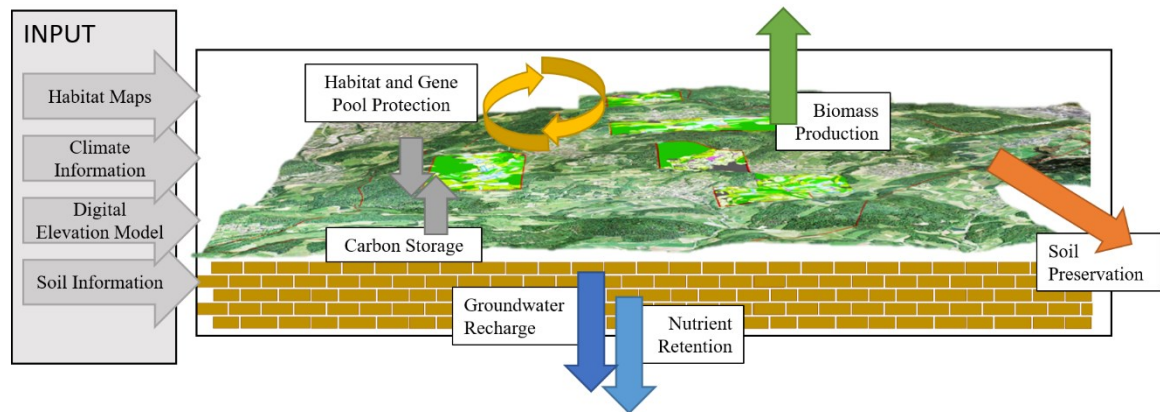 INPUT
Habitat Maps
Climate
Information
Digital
Elevation Model
Soil Information
Habitat and Gene
Pool Protection
Biomass
Production
Carbon Storage
Soil
Preservation
Groundwater
Recharge
Nutrient
Retention